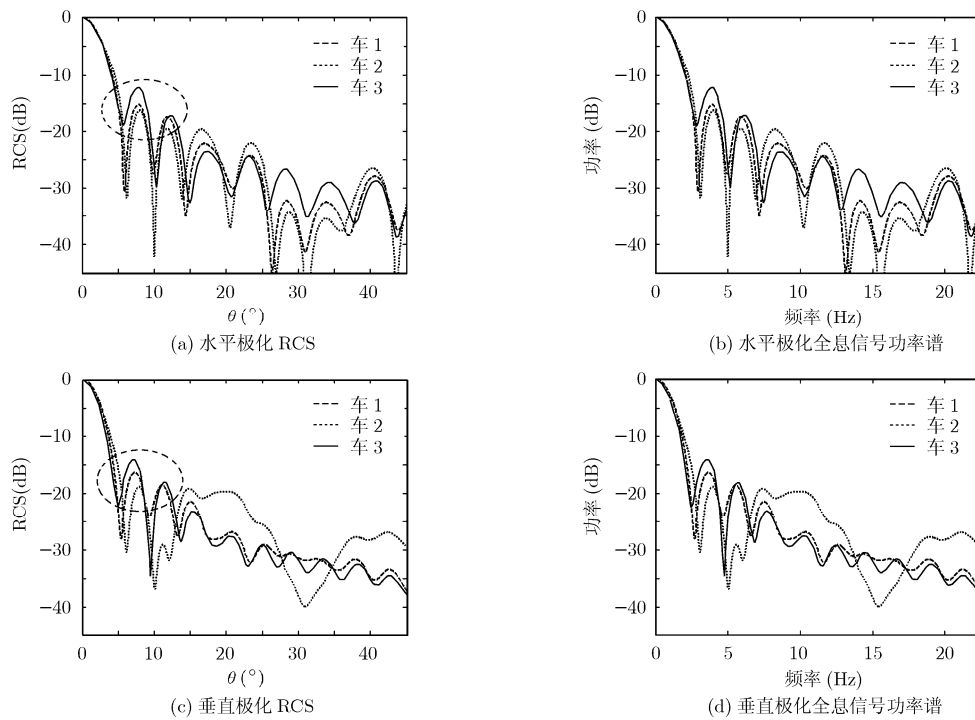 0
−10
−20
−30
−40
RCS(dB)
车 1
车 2
车 3
0 10 20 30 40
θ (°)
(a) 水平极化 RCS
0
−10
−20
−30
−40
功率 (dB)
车 1
车 2
车 3
0 5 10 15 20
频率 (Hz)
(b) 水平极化全息信号功率谱
0
−10
−20
−30
−40
RCS(dB)
车 1
车 2
车 3
0 10 20 30 40
θ (°)
(c) 垂直极化 RCS
0
−10
−20
−30
−40
功率 (dB)
车 1
车 2
车 3
0 5 10 15 20
频率 (Hz)
(d) 垂直极化全息信号功率谱